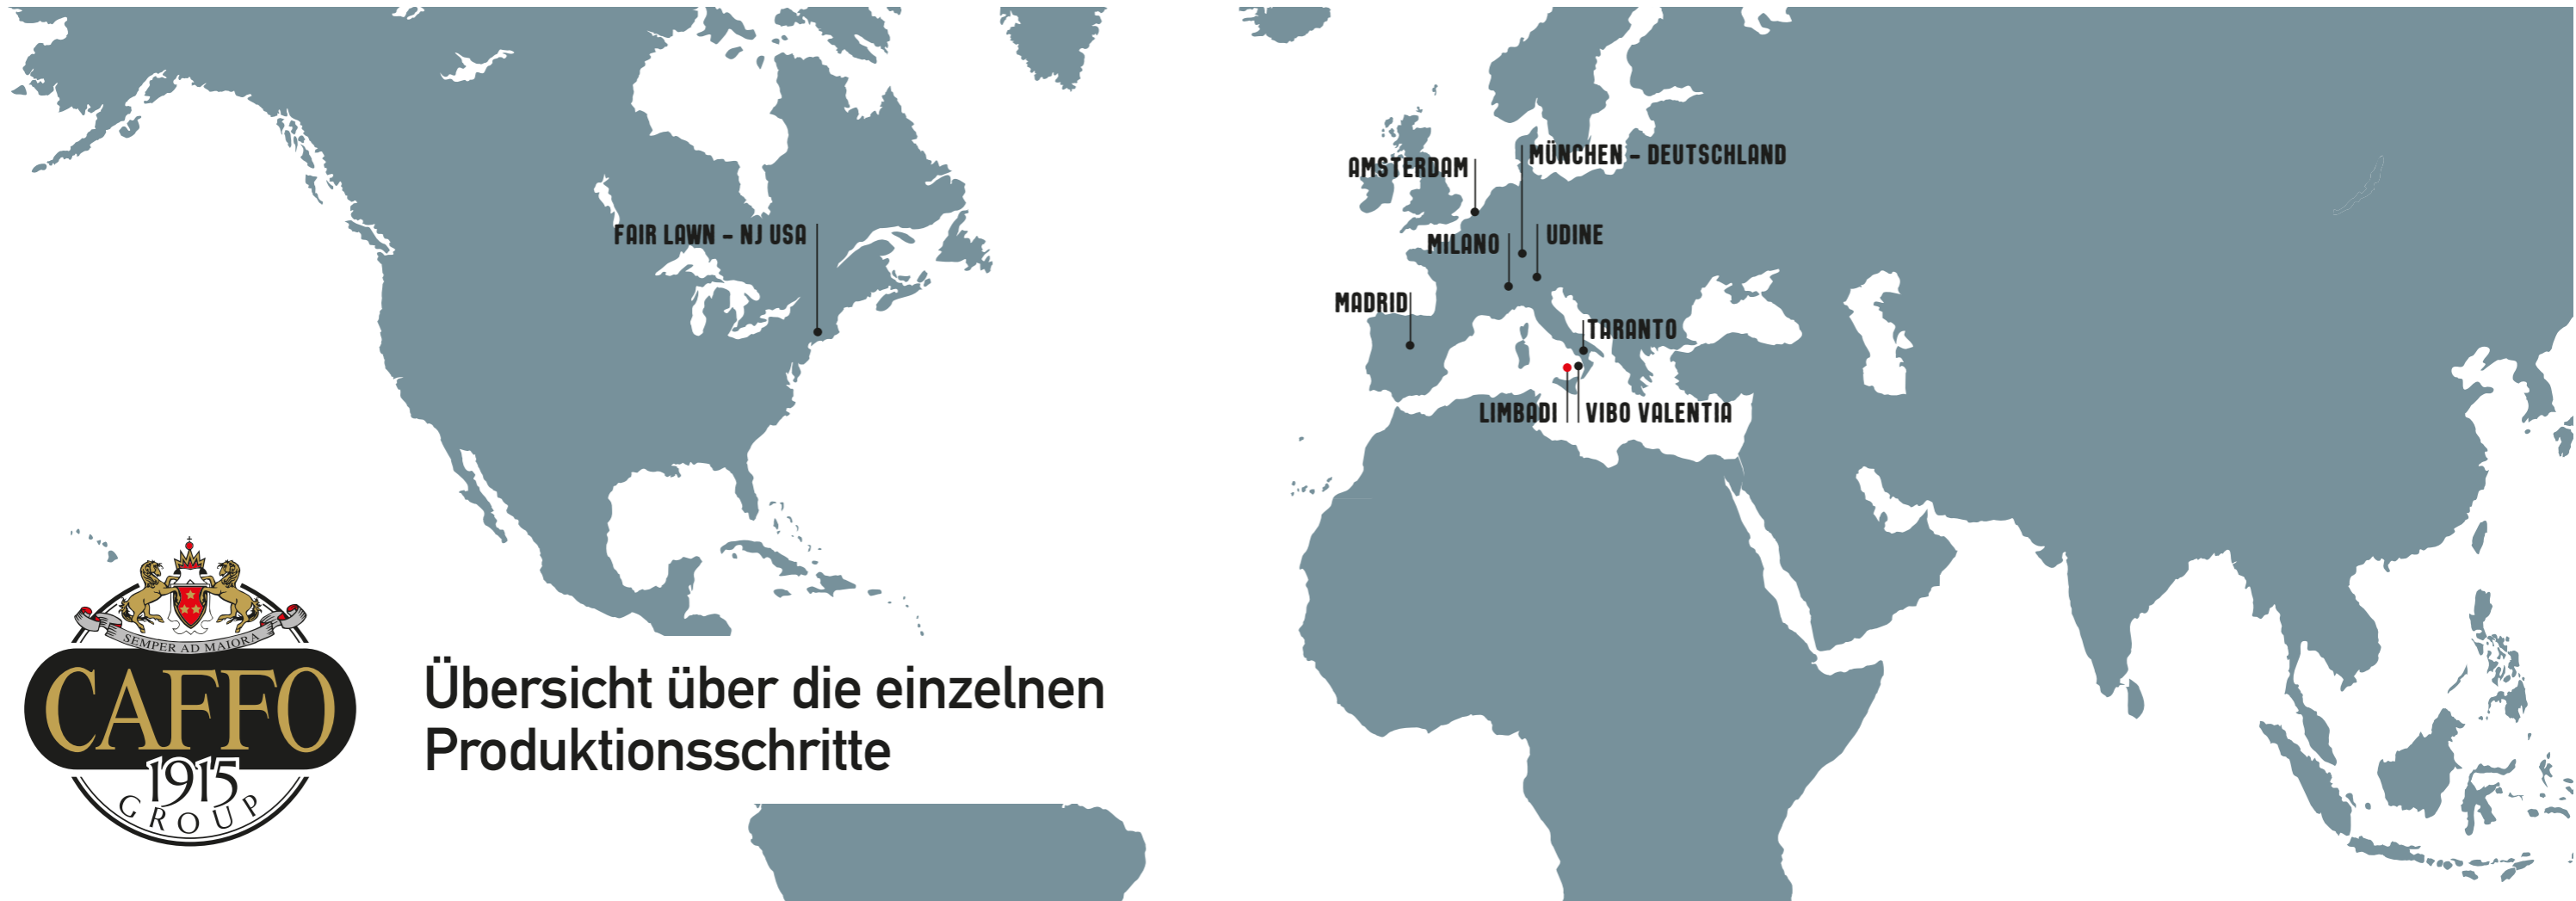 AMSTERDAM
MÜNCHEN – DEUTSCHLAND
FAIR LAWN – NJ USA
MILANO
UDINE
MADRID
TARANTO
LIMBADI
VIBO VALENTIA
SEMPER AD MAIORA
CAFFO
1915
GROUP
Übersicht über die einzelnen
Produktionsschritte